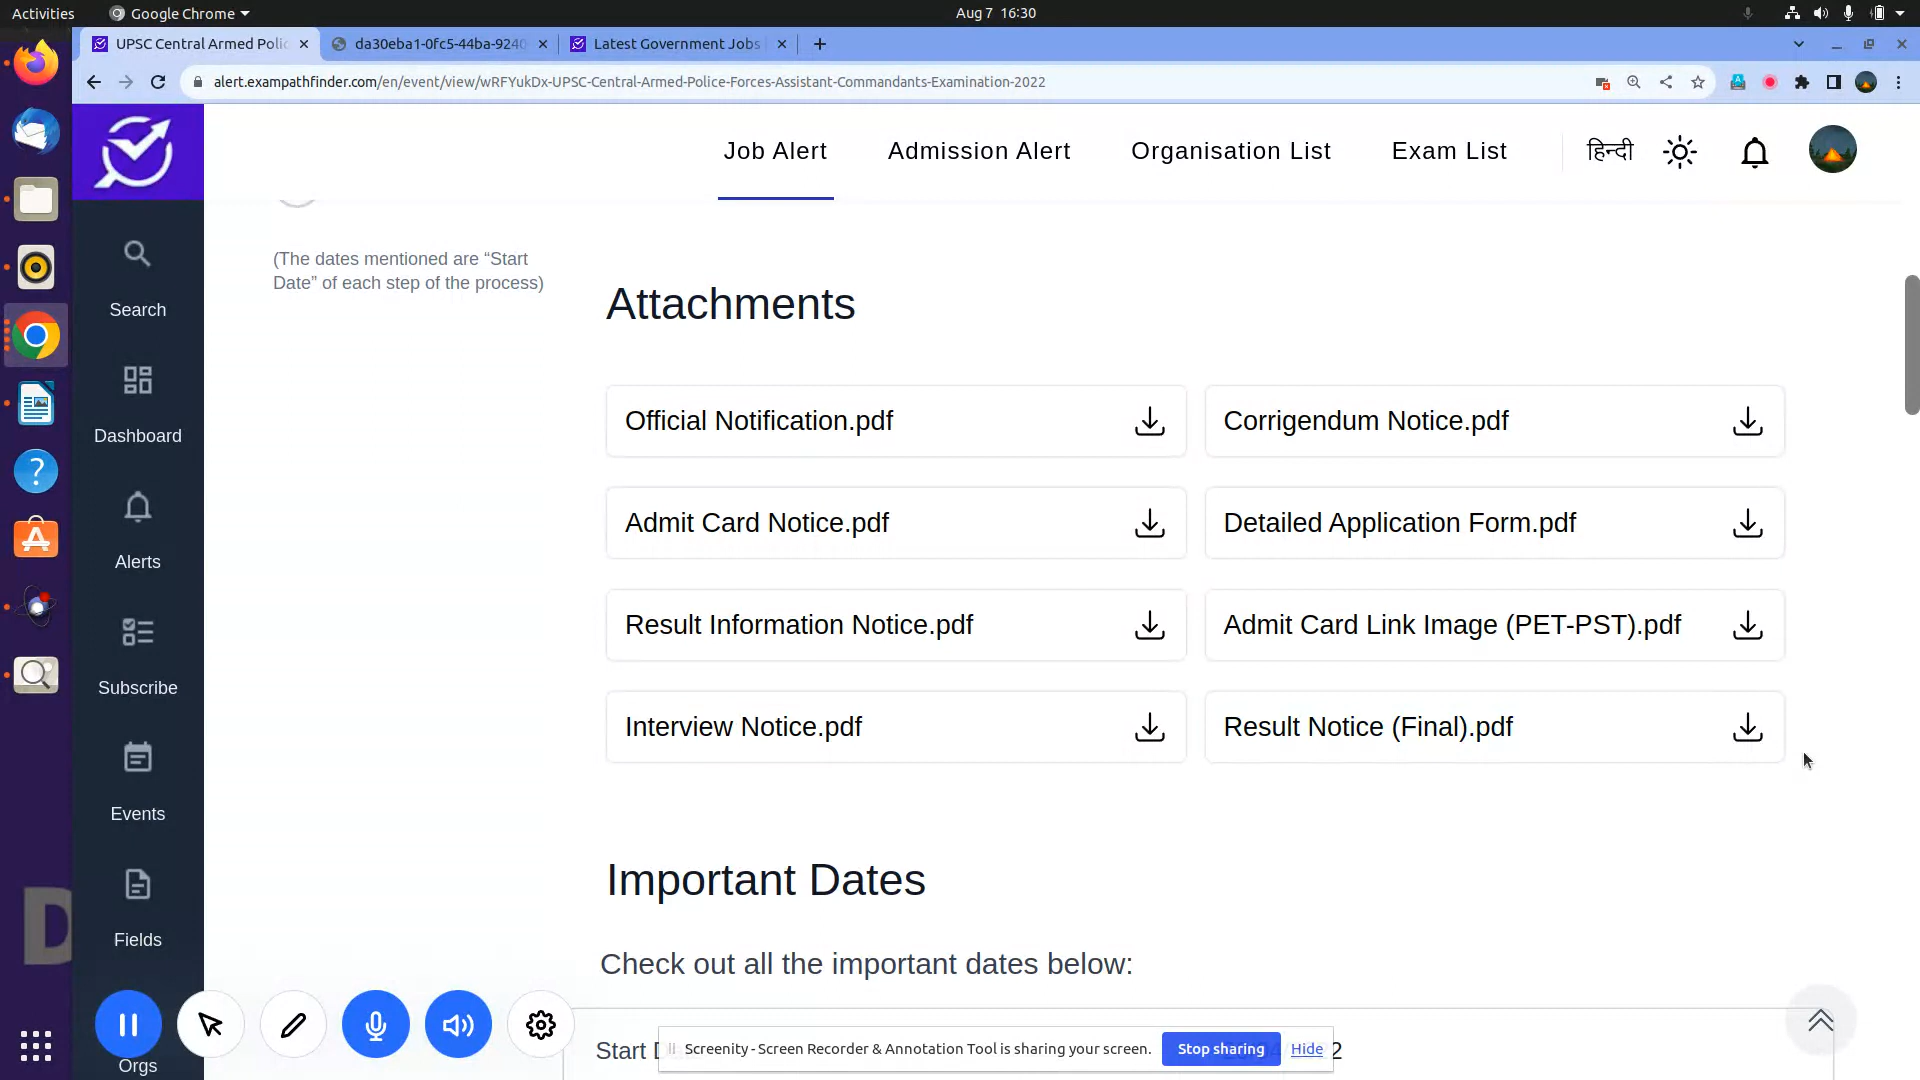 Activities
Google Chrome
Aug 7 16:30
UPSC Central Armed Polic
da30eba1-0fc5-44ba-9240
Latest Government Jobs
alert.exampathfinder.com/en/event/view/wRFYukDx-UPSC-Central-Armed-Police-Forces-Assistant-Commandants-Examination-2022
Job Alert
Admission Alert
Organisation List
Exam List
हिन्दी
Search
Dashboard
Alerts
Subscribe
Events
Fields
Orgs
(The dates mentioned are “Start
Date” of each step of the process)
Attachments
Official Notification.pdf
Corrigendum Notice.pdf
Admit Card Notice.pdf
Detailed Application Form.pdf
Result Information Notice.pdf
Admit Card Link Image (PET-PST).pdf
Interview Notice.pdf
Result Notice (Final).pdf
Important Dates
Check out all the important dates below:
Start
Screenity - Screen Recorder & Annotation Tool is sharing your screen.
Stop sharing
Hide